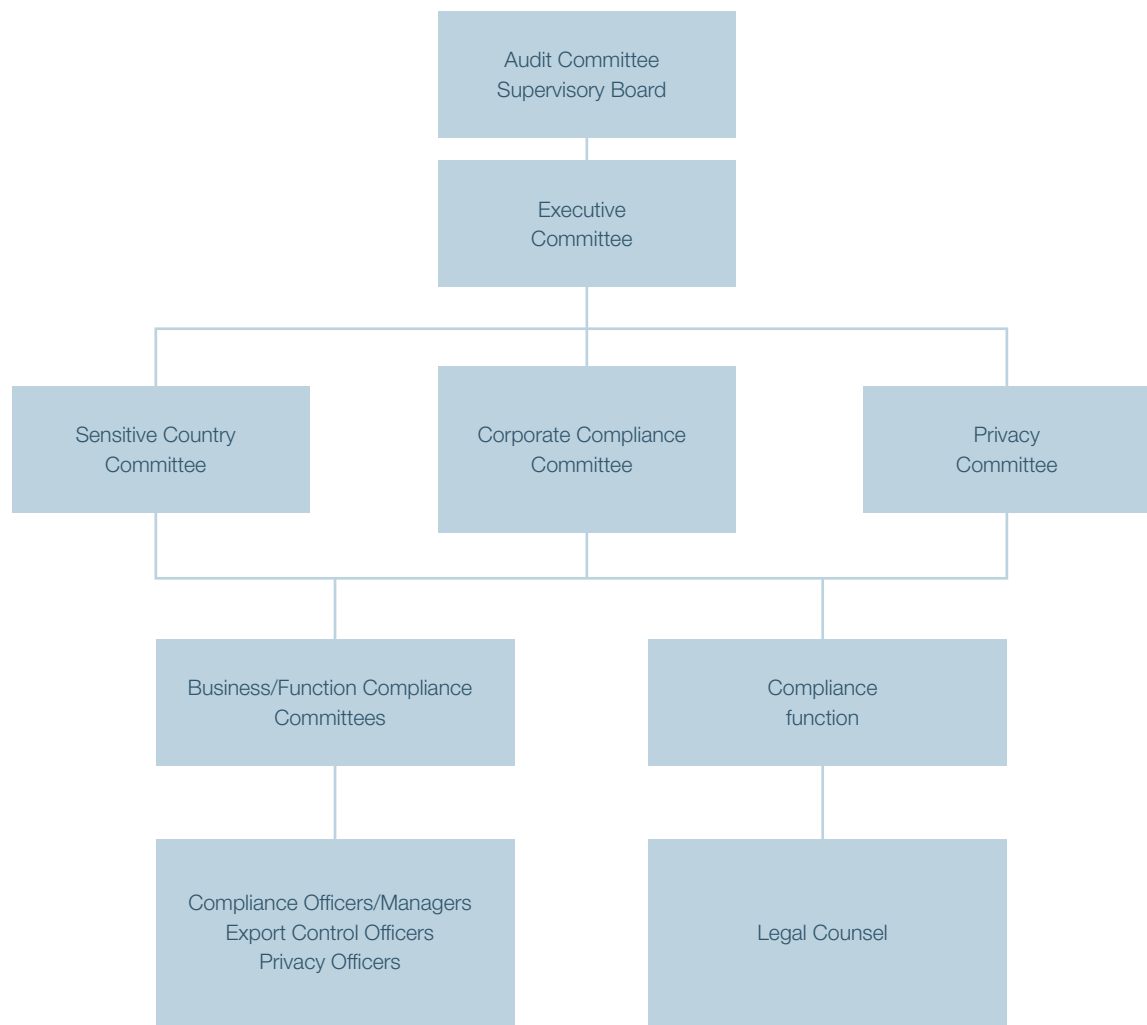 Audit Committee
Supervisory Board
Executive
Committee
Sensitive Country
Committee
Corporate Compliance
Committee
Privacy
Committee
Business/Function Compliance
Committees
Compliance
function
Compliance Officers/Managers
Export Control Officers
Privacy Officers
Legal Counsel